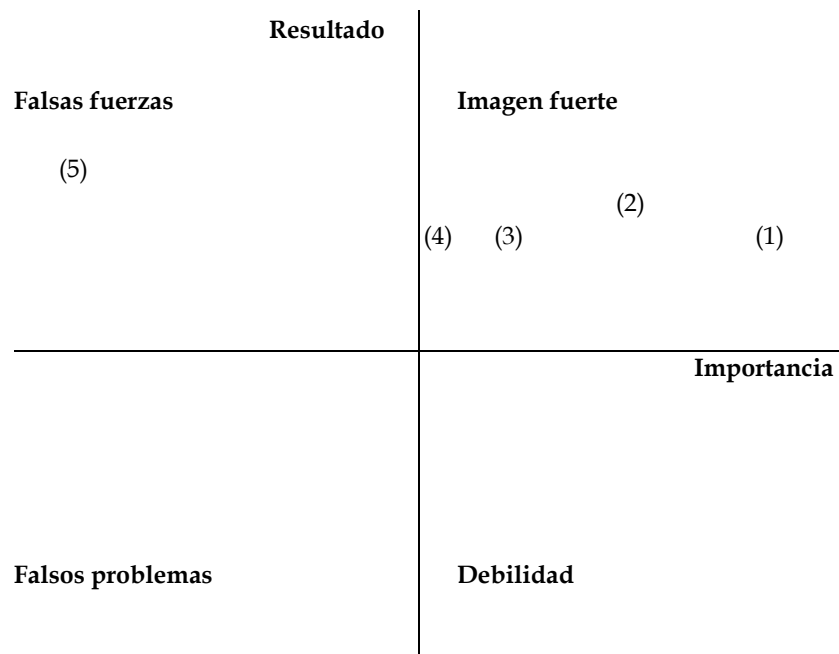 Resultado
Falsas fuerzas
Imagen fuerte
(5)
(2)
(4) (3) (1)
Importancia
Falsos problemas
Debilidad